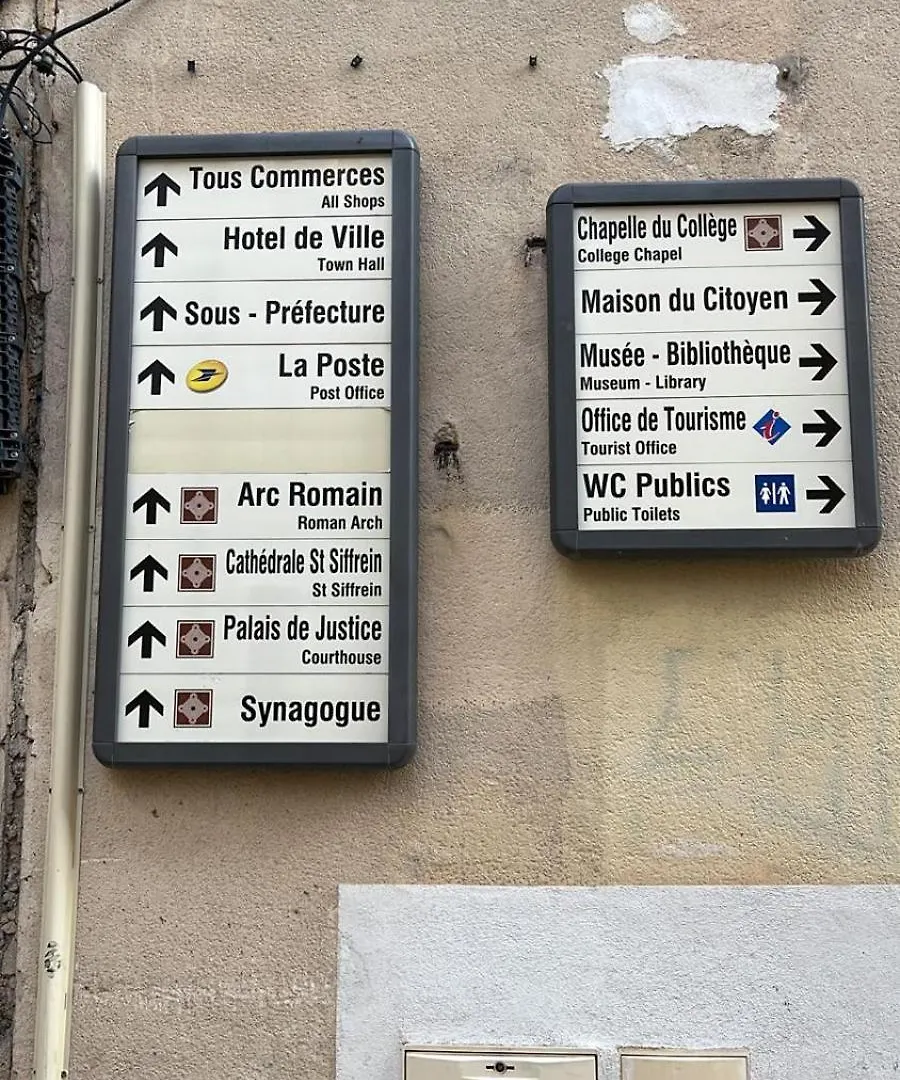 Tous Commerces
All Shops
Hotel de Ville
Town Hall
Sous - Préfecture
La Poste
Post Office
Arc Romain
Roman Arch
Cathédrale St Siffrein
St Siffrein
Palais de Justice
Courthouse
Synagogue
Chapelle du Collège
College Chapel
Maison du Citoyen
Musée - Bibliothèque
Museum - Library
Office de Tourisme
Tourist Office
WC Publics
Public Toilets